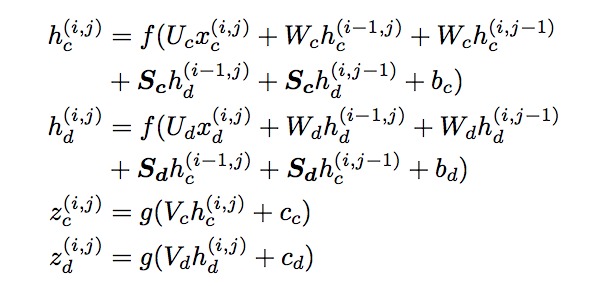 h_c^{(i,j)} = f(U_c x_c^{(i,j)} + W_c h_c^{(i-1,j)} + W_c h_c^{(i,j-1)}
+ S_c h_d^{(i-1,j)} + S_c h_d^{(i,j-1)} + b_c)
h_d^{(i,j)} = f(U_d x_d^{(i,j)} + W_d h_d^{(i-1,j)} + W_d h_d^{(i,j-1)}
+ S_d h_c^{(i-1,j)} + S_d h_c^{(i,j-1)} + b_d)
z_c^{(i,j)} = g(V_c h_c^{(i,j)} + c_c)
z_d^{(i,j)} = g(V_d h_d^{(i,j)} + c_d)